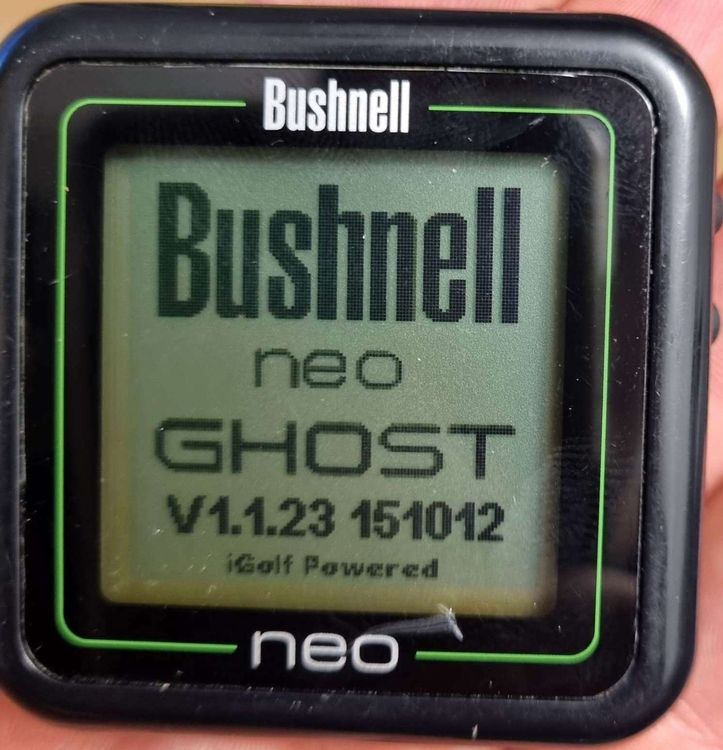 Bushnell
Bushnell
neo
GHOST
V1.1.23 151012
iGolf Powered
neo